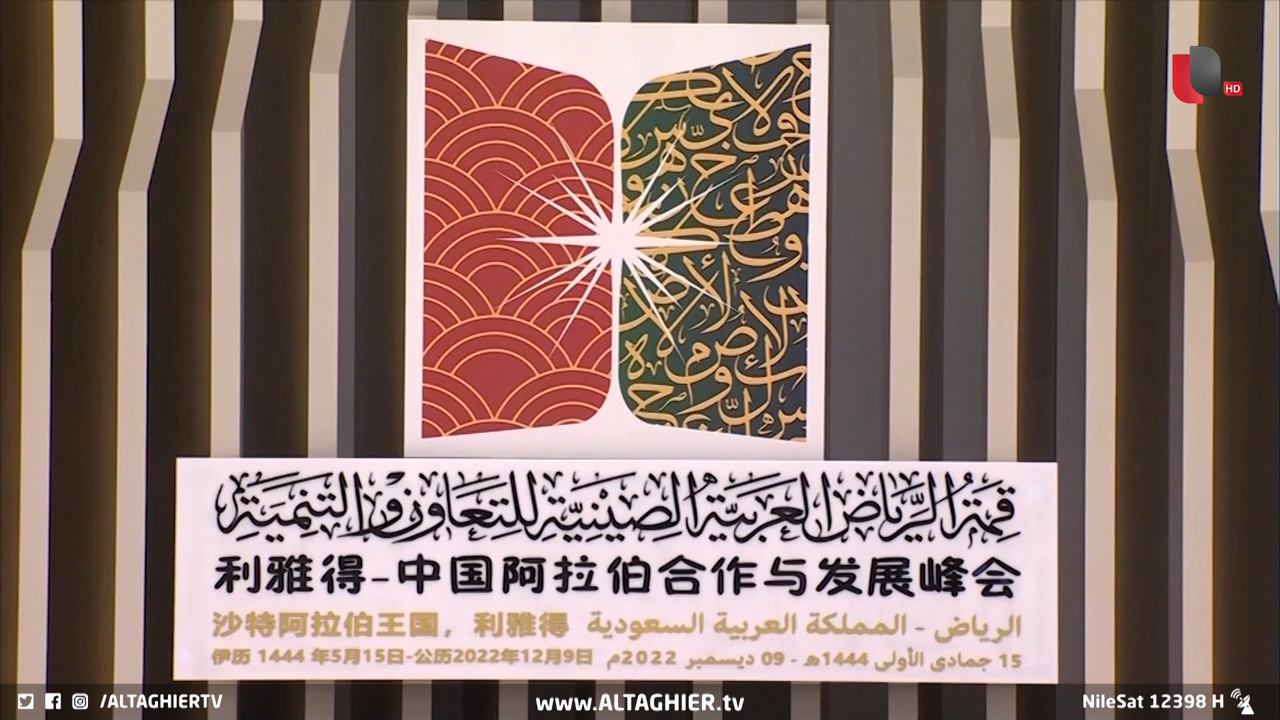 HD
قمة الرياض العربية الصينية للتعاون والتنمية
利雅得-中国阿拉伯合作与发展峰会
沙特阿拉伯王国，利雅得 الرياض - المملكة العربية السعودية
伊历 1444 年5月15日-公历2022年12月9日 15 جمادى الأولى 1444هـ - 09 ديسمبر 2022م
/ALTAGHIERTV www.ALTAGHIER.tv NileSat 12398 H